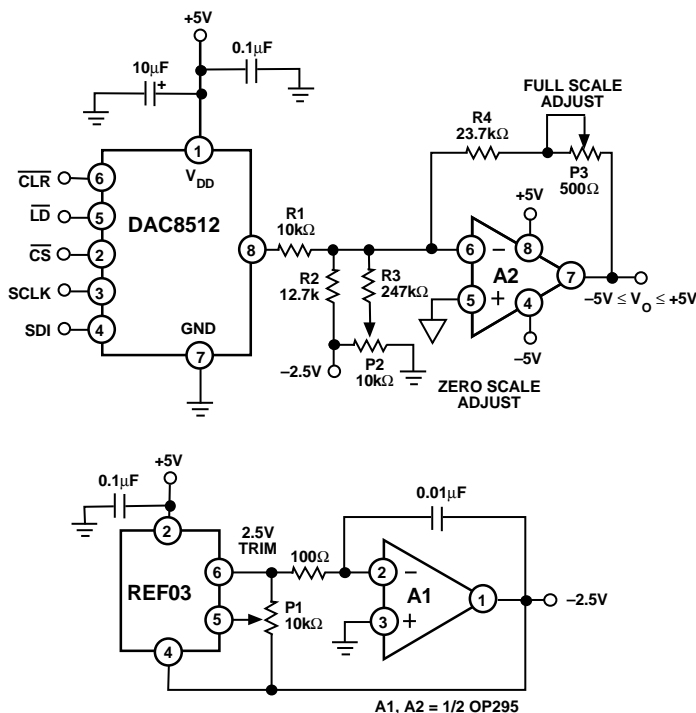 +5V
10µF
+
0.1µF
1
VDD
CLR
6
LD
5
CS
2
SCLK
3
SDI
4
DAC8512
8
GND
7
R1
10kΩ
R2
12.7k
R3
247kΩ
–2.5V
P2
10kΩ
R4
23.7kΩ
FULL SCALE
ADJUST
P3
500Ω
+5V
6
–
8
A2
7
5
+
4
–5V
–5V ≤ VO ≤ +5V
ZERO SCALE
ADJUST
+5V
0.1µF
2
REF03
6
5
4
2.5V
TRIM
100Ω
P1
10kΩ
0.01µF
2
–
A1
1
3
+
–2.5V
A1, A2 = 1/2 OP295